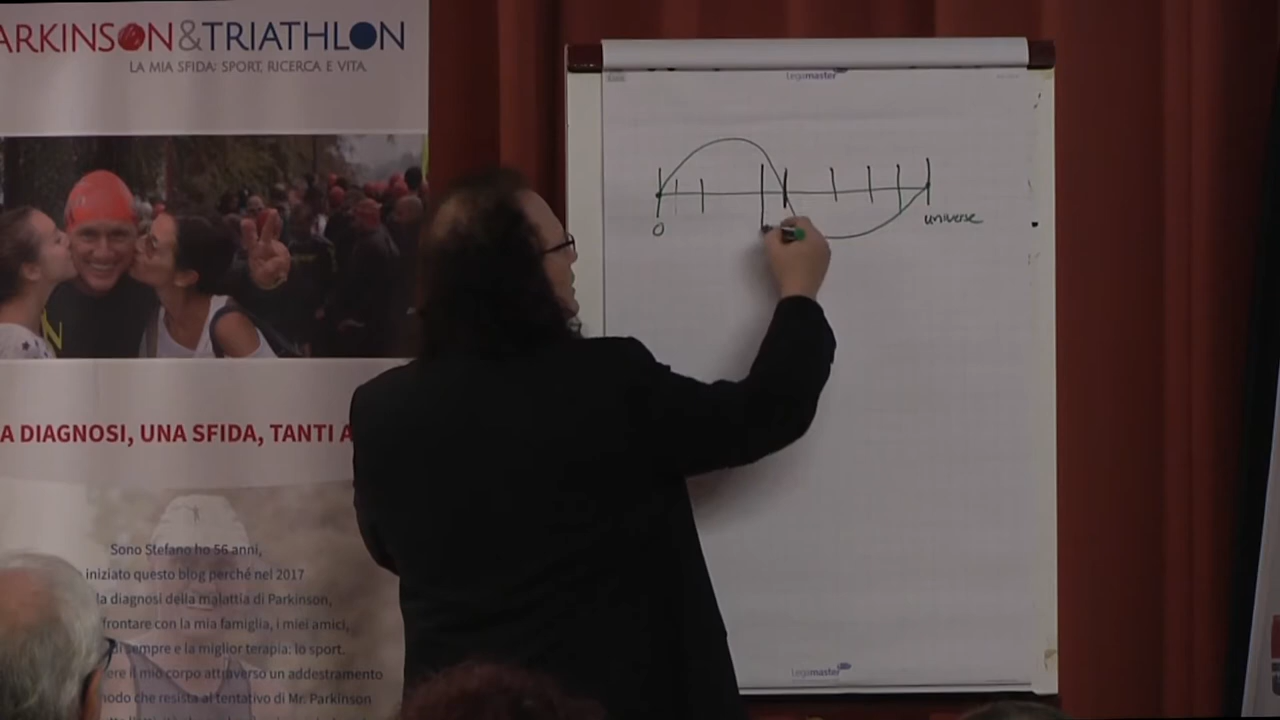 ARKINSON&TRIATHLON
LA MIA SFIDA: SPORT, RICERCA E VITA
A DIAGNOSI, UNA SFIDA, TANTI A
Sono Stefano ho 56 anni,
iniziato questo blog perché nel 2017
la diagnosi della malattia di Parkinson,
frontare con la mia famiglia, i miei amici,
di sempre e la miglior terapia: lo sport.
ere il mio corpo attraverso un addestramento
modo che resista al tentativo di Mr. Parkinson
Legamaster
0
universe
Legamaster